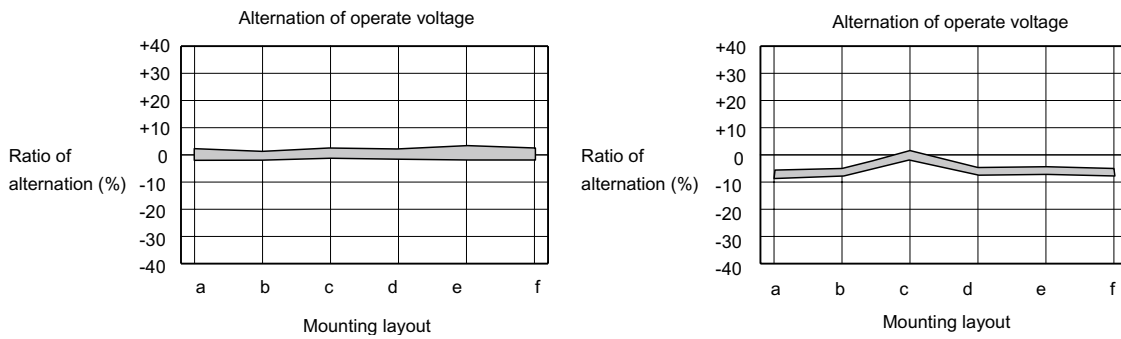 Alternation of operate voltage
+40
+30
+20
+10
0
-10
-20
-30
-40
Ratio of
alternation (%)
a b c d e f
Mounting layout
Alternation of operate voltage
+40
+30
+20
+10
0
-10
-20
-30
-40
Ratio of
alternation (%)
a b c d e f
Mounting layout